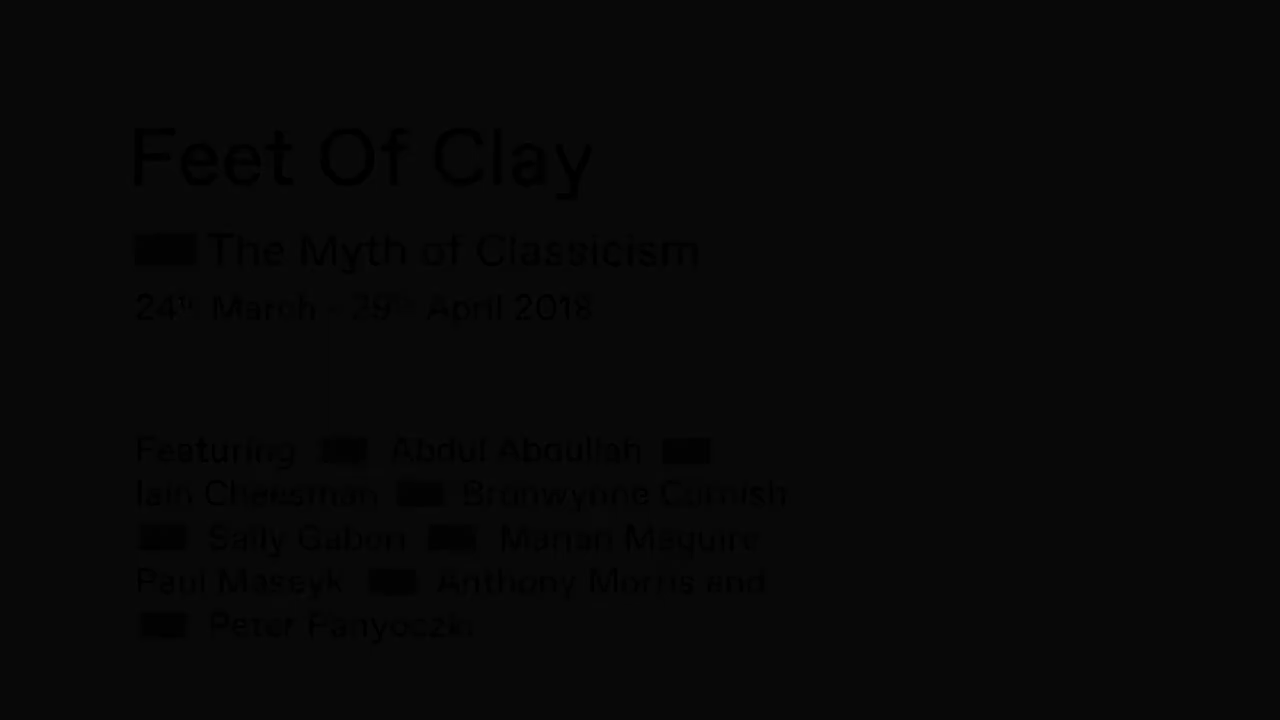 Feet Of Clay
The Myth of Classicism
24th March - 29th April 2018
Featuring Abdul Abdullah
Iain Cheesman Bronwynne Cornish
Sally Gabori Marian Maguire
Paul Maseyk Anthony Morris and
Peter Panyoczki